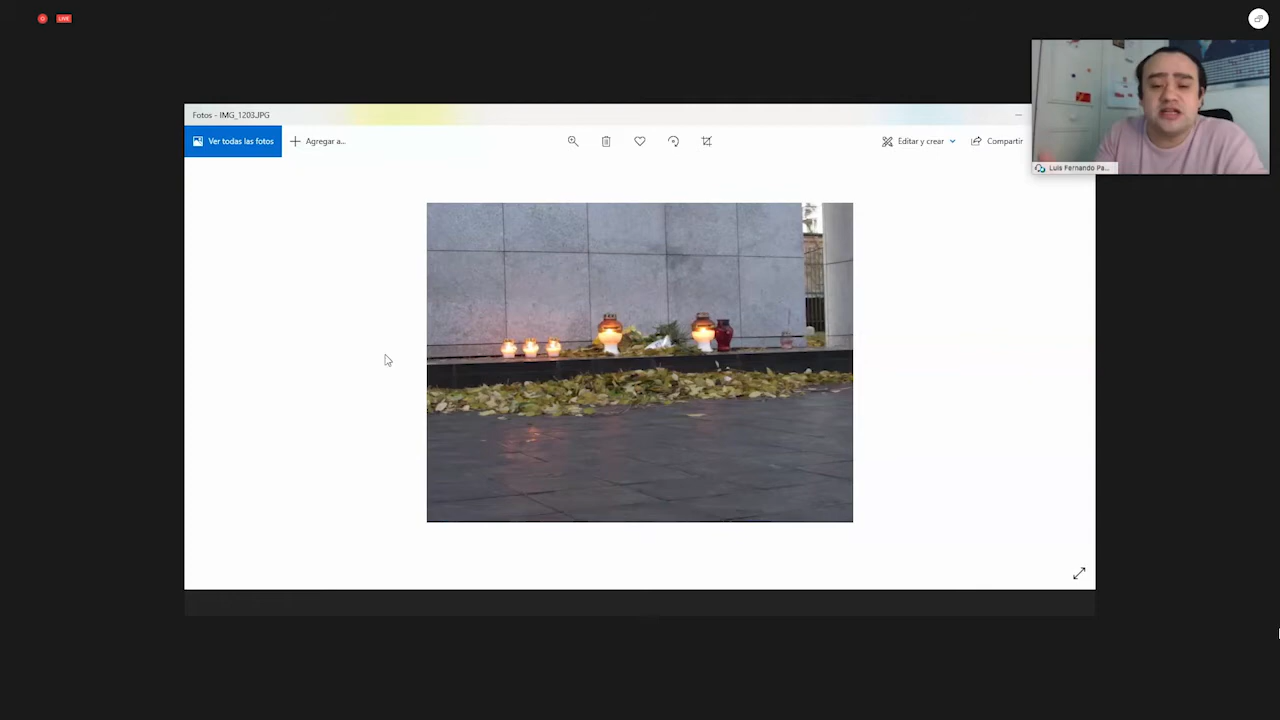 LIVE
Fotos - IMG_1203.JPG
Ver todas las fotos
Agregar a...
Editar y crear
Compartir
Luis Fernando Pa...